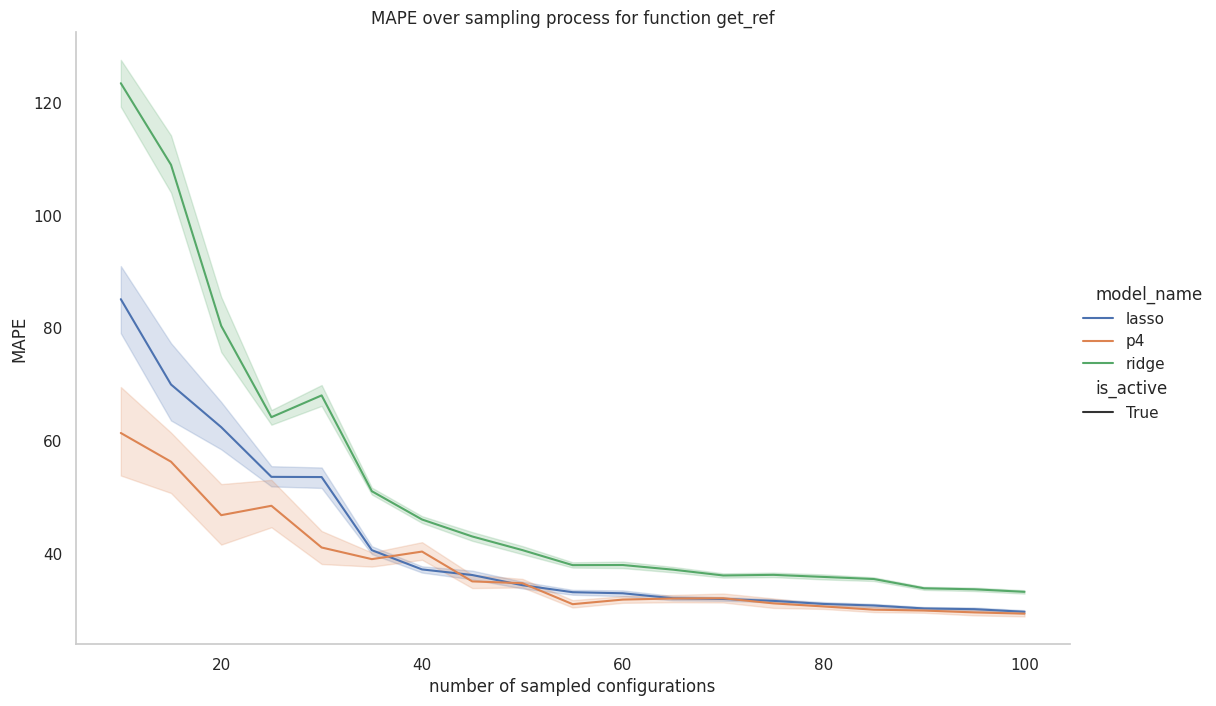 MAPE over sampling process for function get_ref
120
100
80
60
40
MAPE
20
40
60
80
100
number of sampled configurations
model_name
lasso
p4
ridge
is_active
True